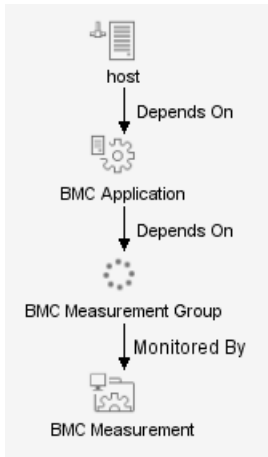 host
Depends On
BMC Application
Depends On
BMC Measurement Group
Monitored By
BMC Measurement